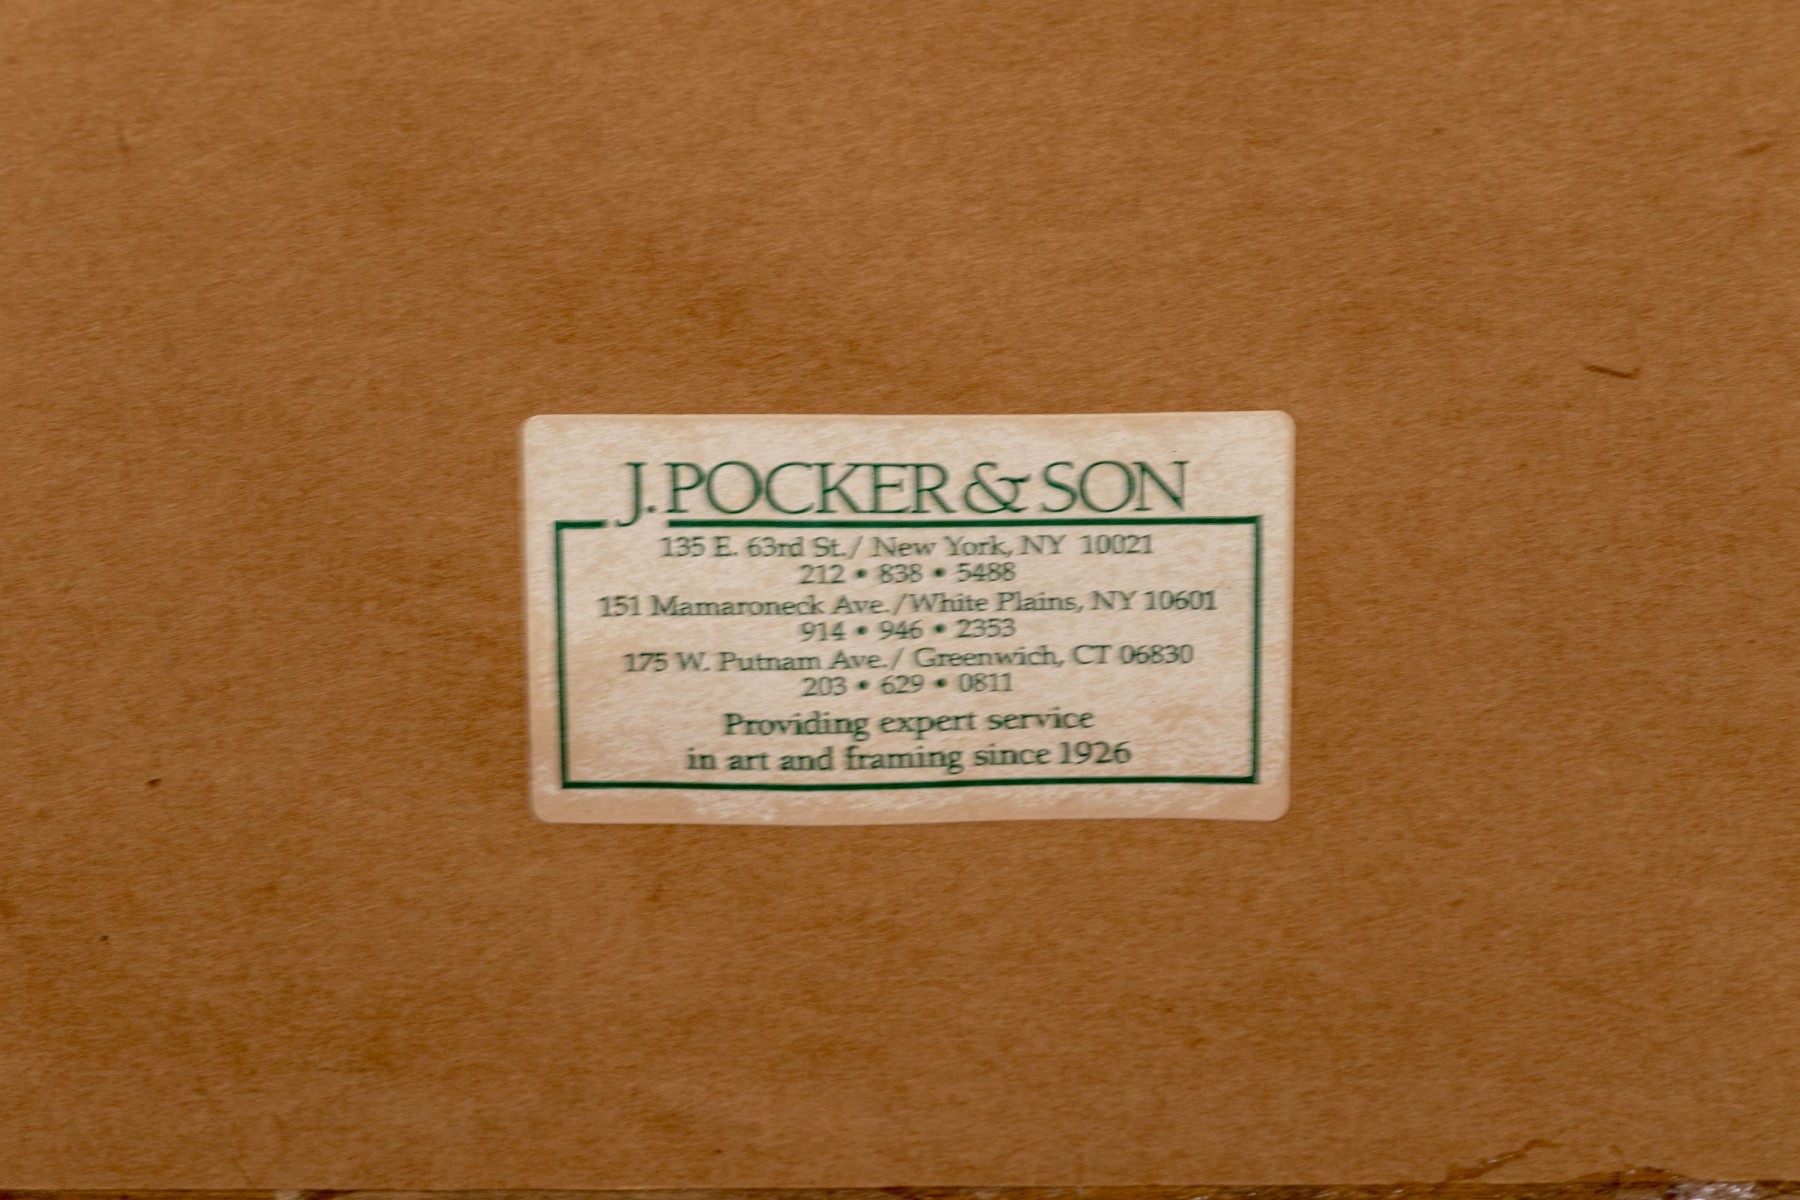 J. POCKER & SON
135 E. 63rd St./ New York, NY 10021
212 • 838 • 5488
151 Mamaroneck Ave./White Plains, NY 10601
914 • 946 • 2353
175 W. Putnam Ave./ Greenwich, CT 06830
203 • 629 • 0811
Providing expert service
in art and framing since 1926